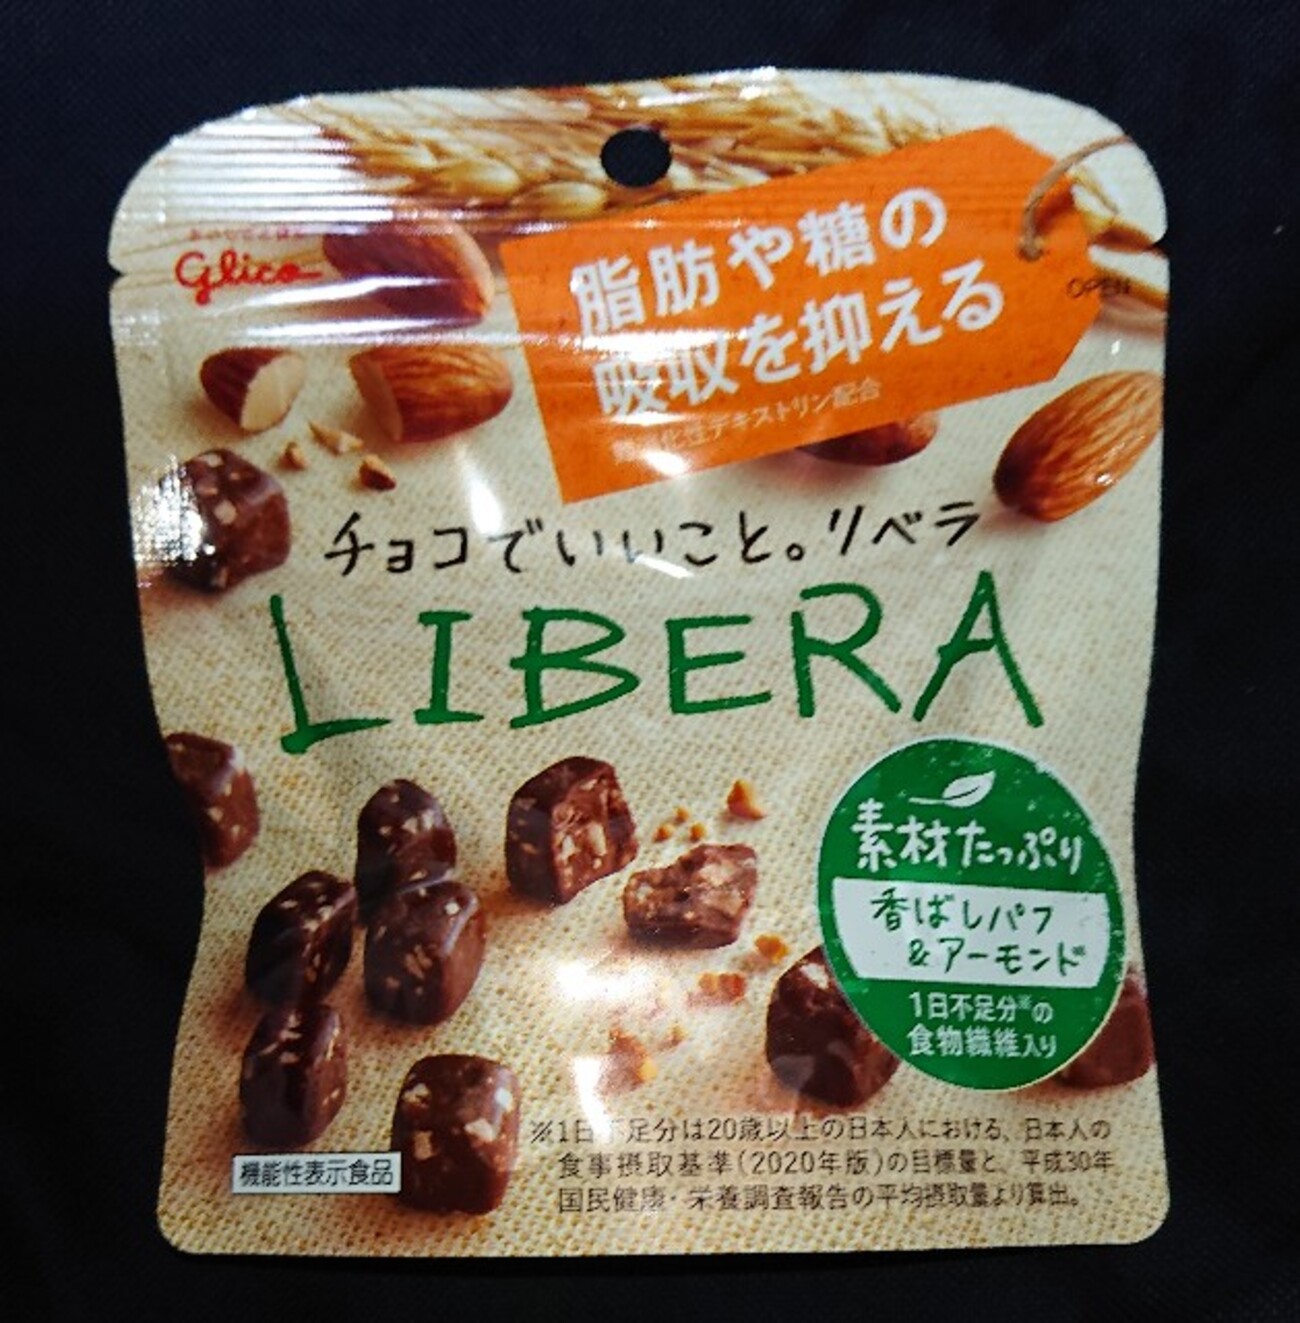 Glico
脂肪や糖の
吸収を抑える
性デキストリン配合
OPEN
チョコでいいこと。リベラ
LIBERA
素材たっぷり
香ばしパフ
&アーモンド
1日不足分※の
食物繊維入り
※1日不足分は20歳以上の日本人における、日本人の
食事摂取基準(2020年版)の目標量と、平成30年
国民健康・栄養調査報告の平均摂取量より算出。
機能性表示食品